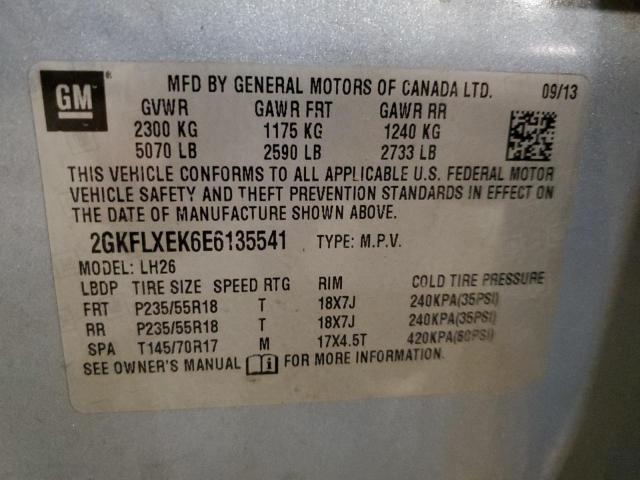 GM ®
MFD BY GENERAL MOTORS OF CANADA LTD. 09/13
GVWR GAWR FRT GAWR RR
2300 KG 1175 KG 1240 KG
5070 LB 2590 LB 2733 LB
THIS VEHICLE CONFORMS TO ALL APPLICABLE U.S. FEDERAL MOTOR
VEHICLE SAFETY AND THEFT PREVENTION STANDARDS IN EFFECT ON
THE DATE OF MANUFACTURE SHOWN ABOVE.
2GKFLXEK6E6135541 TYPE: M.P.V.
MODEL: LH26
LBDP TIRE SIZE SPEED RTG RIM COLD TIRE PRESSURE
FRT P235/55R18 T 18X7J 240KPA(35PSI)
RR P235/55R18 T 18X7J 240KPA(35PSI)
SPA T145/70R17 M 17X4.5T 420KPA(60PSI)
SEE OWNER'S MANUAL FOR MORE INFORMATION.